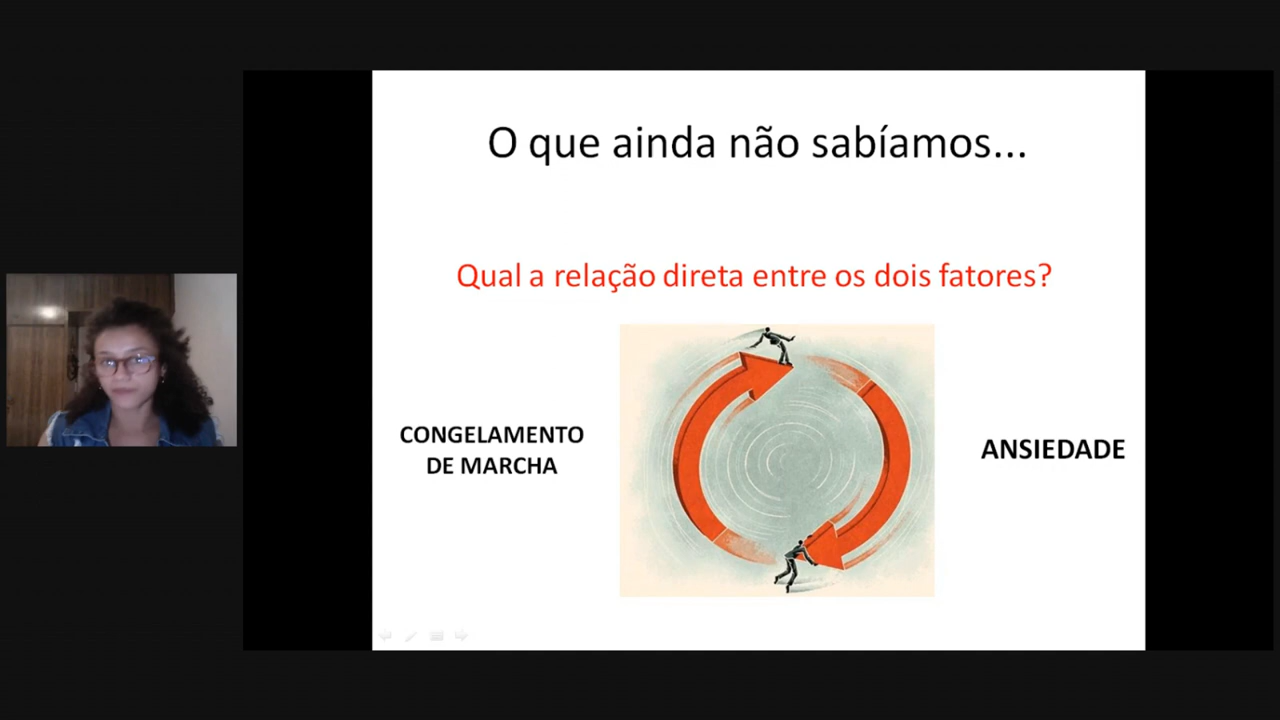 O que ainda não sabíamos...
Qual a relação direta entre os dois fatores?
CONGELAMENTO
DE MARCHA
ANSIEDADE